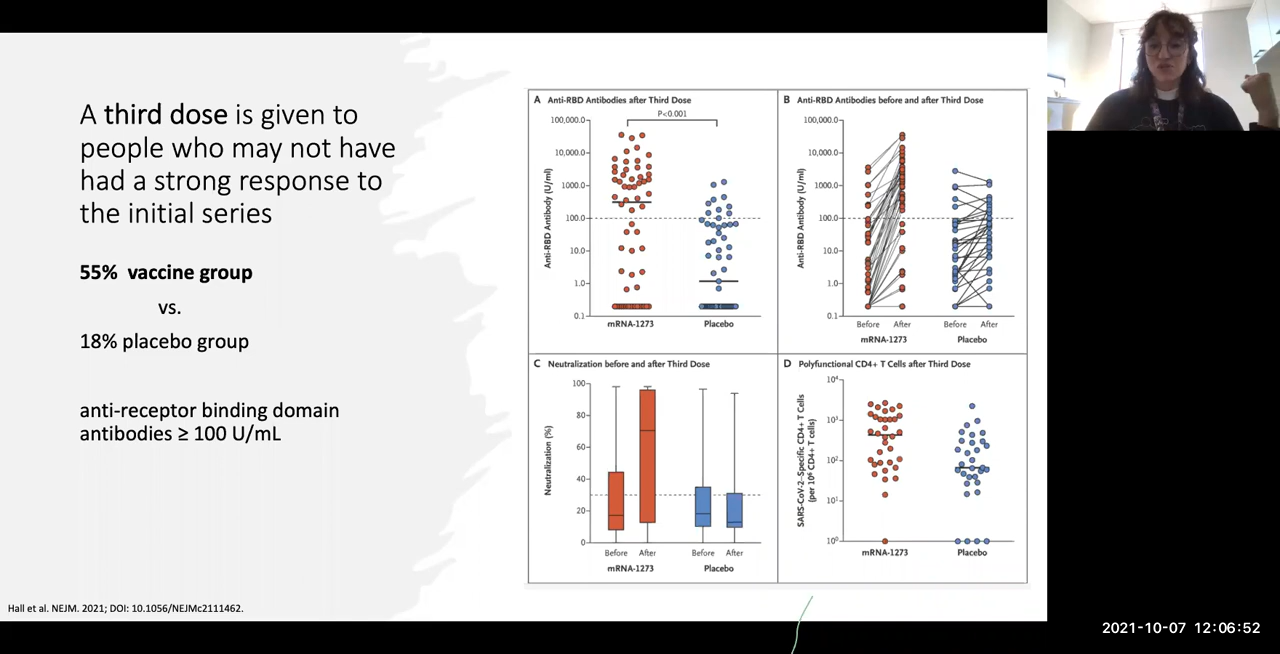 A third dose is given to
people who may not have
had a strong response to
the initial series
55% vaccine group
vs.
18% placebo group
anti-receptor binding domain
antibodies ≥ 100 U/mL
Hall et al. NEJM. 2021; DOI: 10.1056/NEJMc2111462.
A Anti-RBD Antibodies after Third Dose
P<0.001
Anti-RBD Antibody (U/ml)
100,000.0
10,000.0
1000.0
100.0
10.0
1.0
0.1
mRNA-1273 Placebo
B Anti-RBD Antibodies before and after Third Dose
Anti-RBD Antibody (U/ml)
100,000.0
10,000.0
1000.0
100.0
10.0
1.0
0.1
Before After Before After
mRNA-1273 Placebo
C Neutralization before and after Third Dose
Neutralization (%)
100
80
60
40
20
0
Before After Before After
mRNA-1273 Placebo
D Polyfunctional CD4+ T Cells after Third Dose
SARS-CoV-2–Specific CD4+ T Cells
(per 10⁶ CD4+ T cells)
10⁴
10³
10²
10¹
10⁰
mRNA-1273 Placebo
2021-10-07 12:06:52